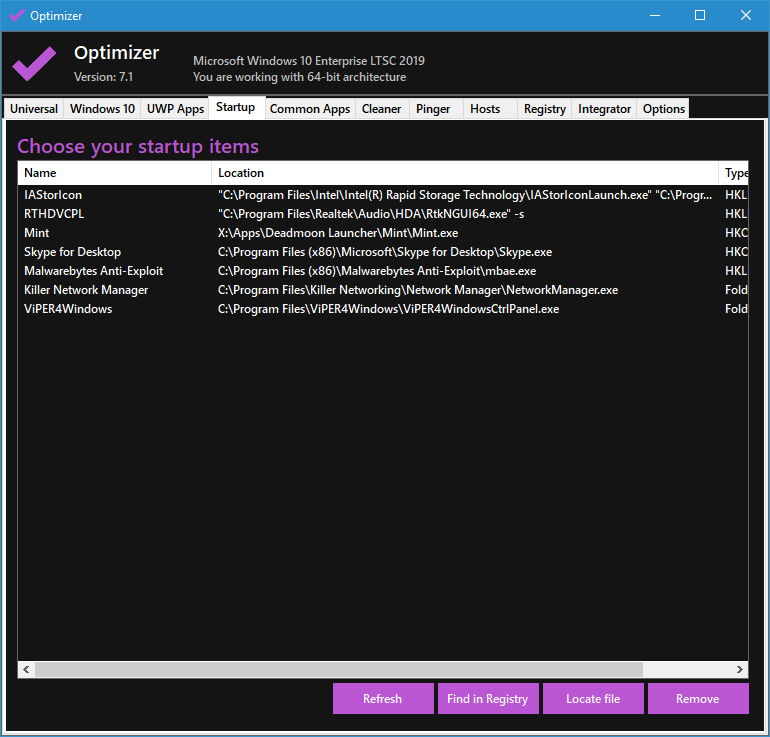 Optimizer
Optimizer
Version: 7.1
Microsoft Windows 10 Enterprise LTSC 2019
You are working with 64-bit architecture
Universal Windows 10 UWP Apps Startup Common Apps Cleaner Pinger Hosts Registry Integrator Options
Choose your startup items
Name Location Type
IAStorIcon "C:\Program Files\Intel\Intel(R) Rapid Storage Technology\IAStorIconLaunch.exe" "C:\Progr... HKL
RTHDVCPL "C:\Program Files\Realtek\Audio\HDA\RtkNGUI64.exe" -s HKL
Mint X:\Apps\Deadmoon Launcher\Mint\Mint.exe HKC
Skype for Desktop C:\Program Files (x86)\Microsoft\Skype for Desktop\Skype.exe HKC
Malwarebytes Anti-Exploit C:\Program Files (x86)\Malwarebytes Anti-Exploit\mbae.exe HKL
Killer Network Manager C:\Program Files\Killer Networking\Network Manager\NetworkManager.exe Fold
ViPER4Windows C:\Program Files\ViPER4Windows\ViPER4WindowsCtrlPanel.exe Fold
Refresh Find in Registry Locate file Remove